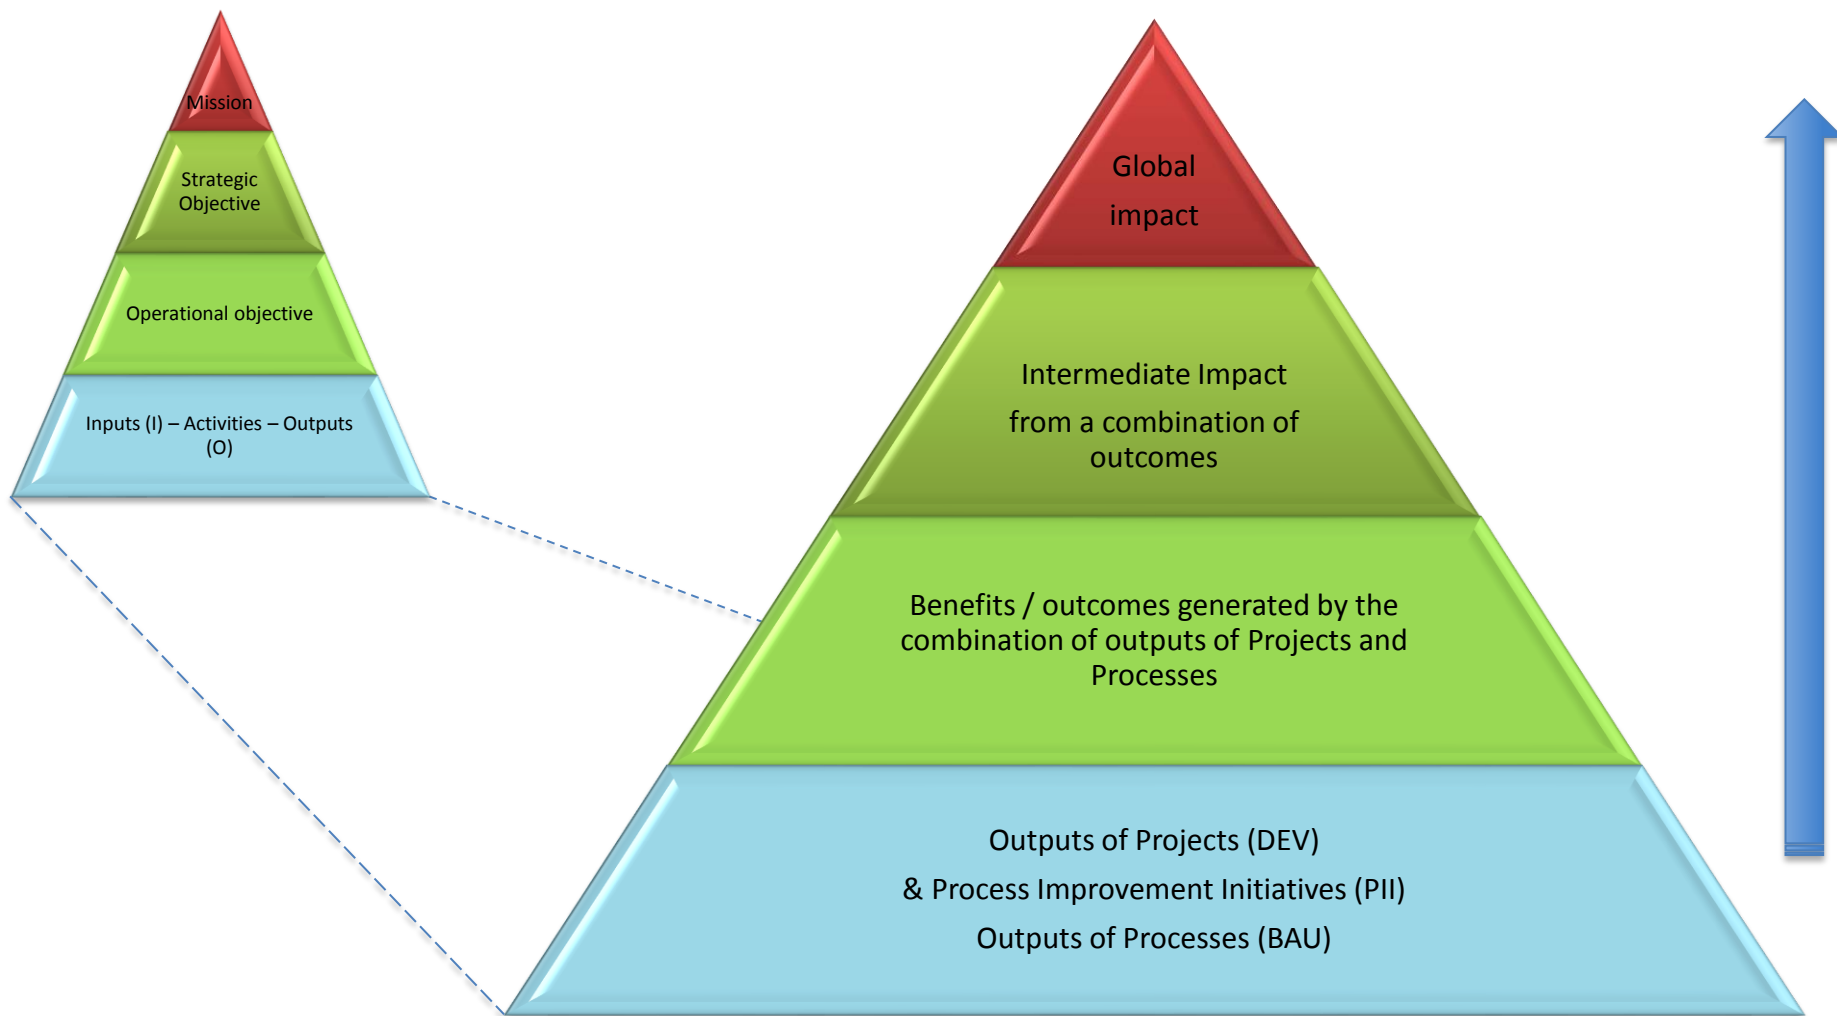 Mission
Strategic
Objective
Operational objective
Inputs (I) – Activities – Outputs
(O)
Global
impact
Intermediate Impact
from a combination of
outcomes
Benefits / outcomes generated by the
combination of outputs of Projects and
Processes
Outputs of Projects (DEV)
& Process Improvement Initiatives (PII)
Outputs of Processes (BAU)